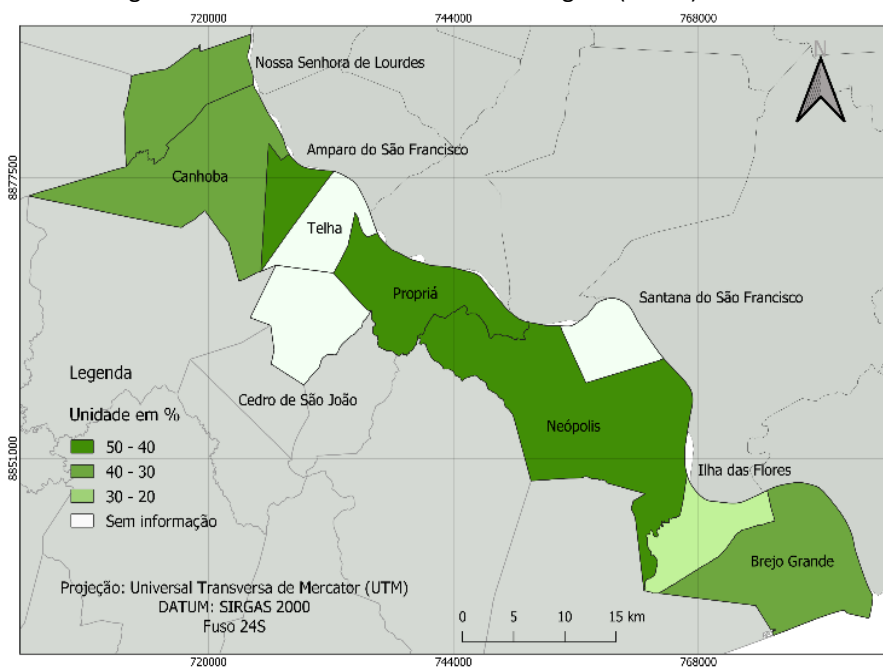 720000
744000
768000
N
Nossa Senhora de Lourdes
Amparo do São Francisco
8877500
Canhoba
8877500
Telha
Propriá
Santana do São Francisco
Legenda
Cedro de São João
Unidade em %
Neópolis
50 - 40
8851000
8851000
40 - 30
Ilha das Flores
30 - 20
Sem informação
Brejo Grande
Projeção: Universal Transversa de Mercator (UTM)
DATUM: SIRGAS 2000
Fuso 24S
0 5 10 15 km
720000
744000
768000